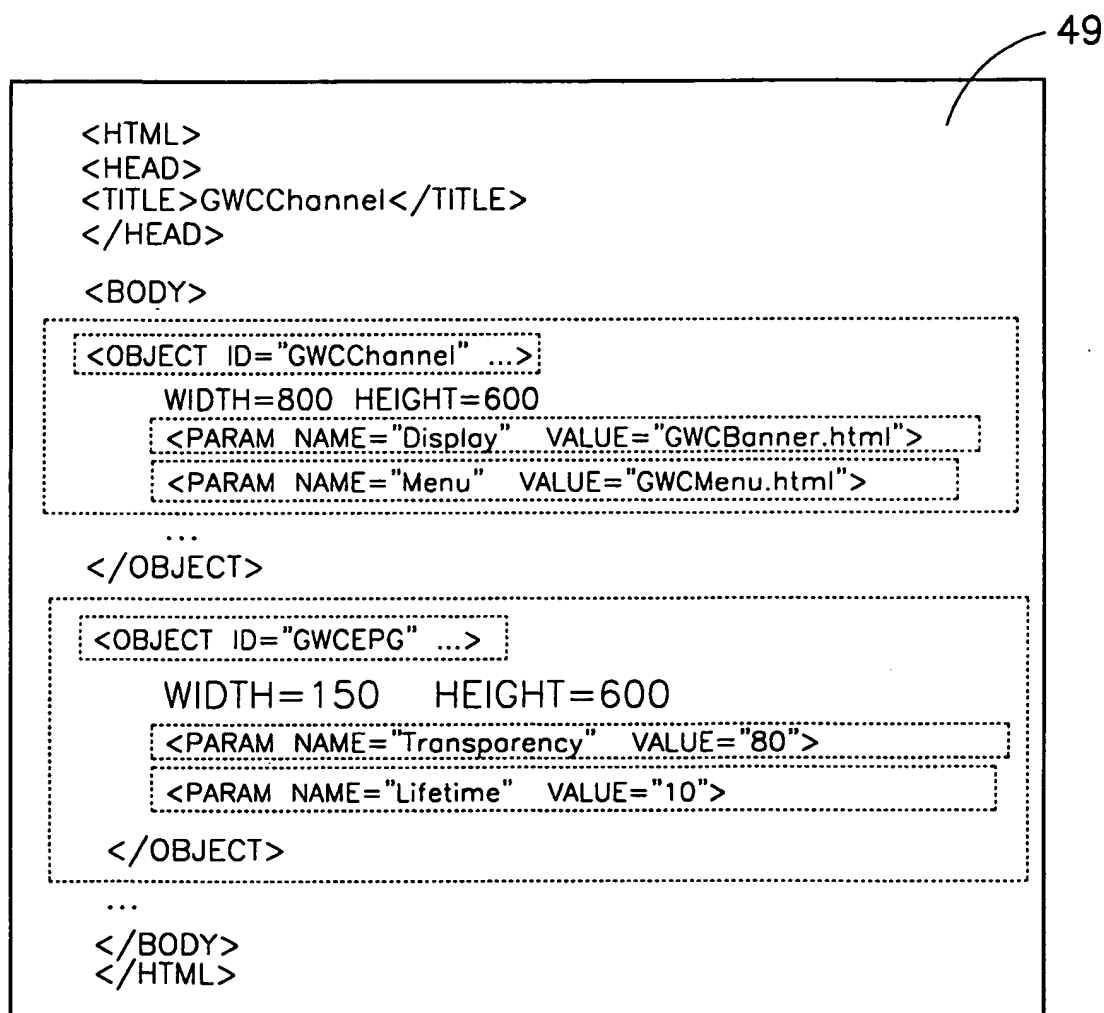 49
<HTML>
<HEAD>
<TITLE>GWCChannel</TITLE>
</HEAD>
<BODY>
<OBJECT ID="GWCChannel" ...>
WIDTH=800 HEIGHT=600
<PARAM NAME="Display" VALUE="GWCBanner.html">
<PARAM NAME="Menu" VALUE="GWCMenu.html">
...
</OBJECT>
<OBJECT ID="GWCEPG" ...>
WIDTH=150 HEIGHT=600
<PARAM NAME="Transparency" VALUE="80">
<PARAM NAME="Lifetime" VALUE="10">
</OBJECT>
...
</BODY>
</HTML>